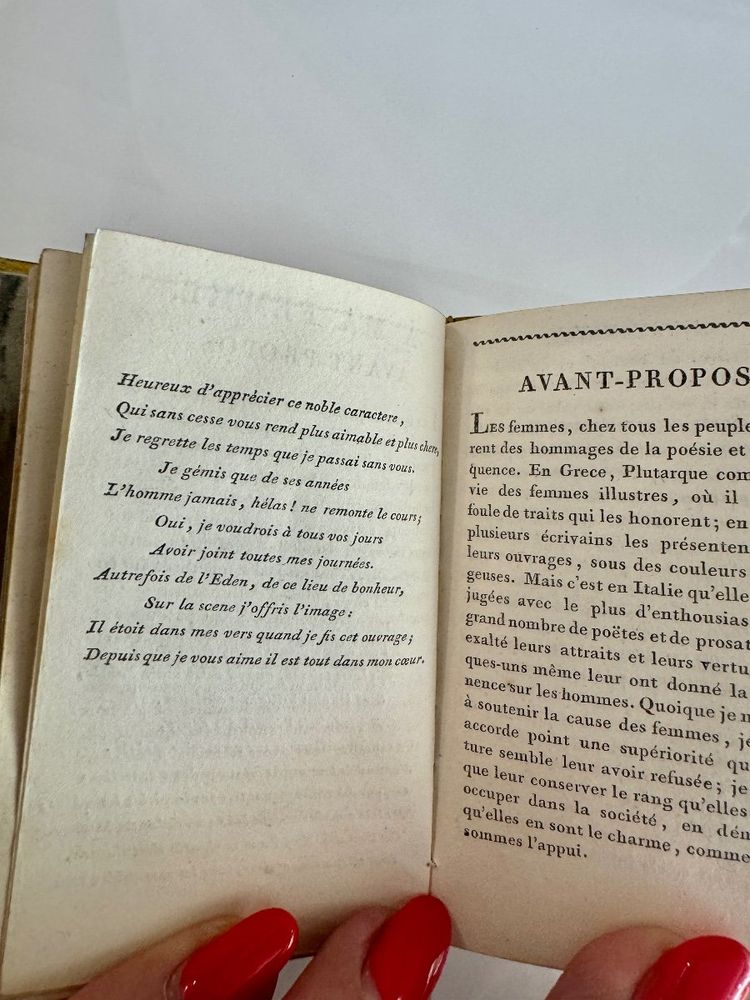 Heureux d'apprécier ce noble caractere,
Qui sans cesse vous rend plus aimable et plus chere,
Je regrette les temps que je passai sans vous.
Je gémis que de ses années
L'homme jamais, hélas! ne remonte le cours;
Oui, je voudrois à tous vos jours
Avoir joint toutes mes journées.
Autrefois de l'Eden, de ce lieu de bonheur,
Sur la scene j'offris l'image:
Il étoit dans mes vers quand je fis cet ouvrage;
Depuis que je vous aime il est tout dans mon cœur.
AVANT-PROPOS
Les femmes, chez tous les peuple
rent des hommages de la poésie et
quence. En Grece, Plutarque com
vie des femmes illustres, où il
foule de traits qui les honorent; en
plusieurs écrivains les présenten
leurs ouvrages, sous des couleurs
geuses. Mais c'est en Italie qu'elle
jugées avec le plus d'enthousias
grand nombre de poëtes et de prosat
exalté leurs attraits et leurs vertu
ques-uns même leur ont donné la
nence sur les hommes. Quoique je m
à soutenir la cause des femmes, je
accorde point une supériorité qu
ture semble leur avoir refusée; je
que leur conserver le rang qu'elles
occuper dans la société, en dém
qu'elles en sont le charme, comme
sommes l'appui.